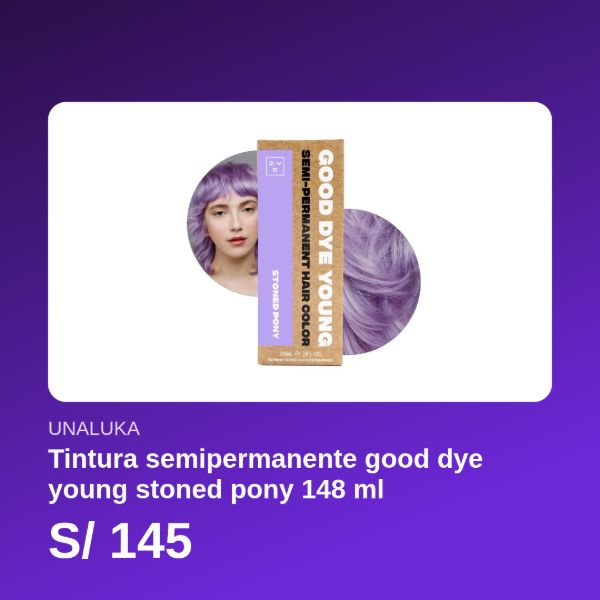 GOOD DYE YOUNG
SEMI-PERMANENT HAIR COLOR
STONED PONY
UNALUKA
Tintura semipermanente good dye
young stoned pony 148 ml
S/ 145